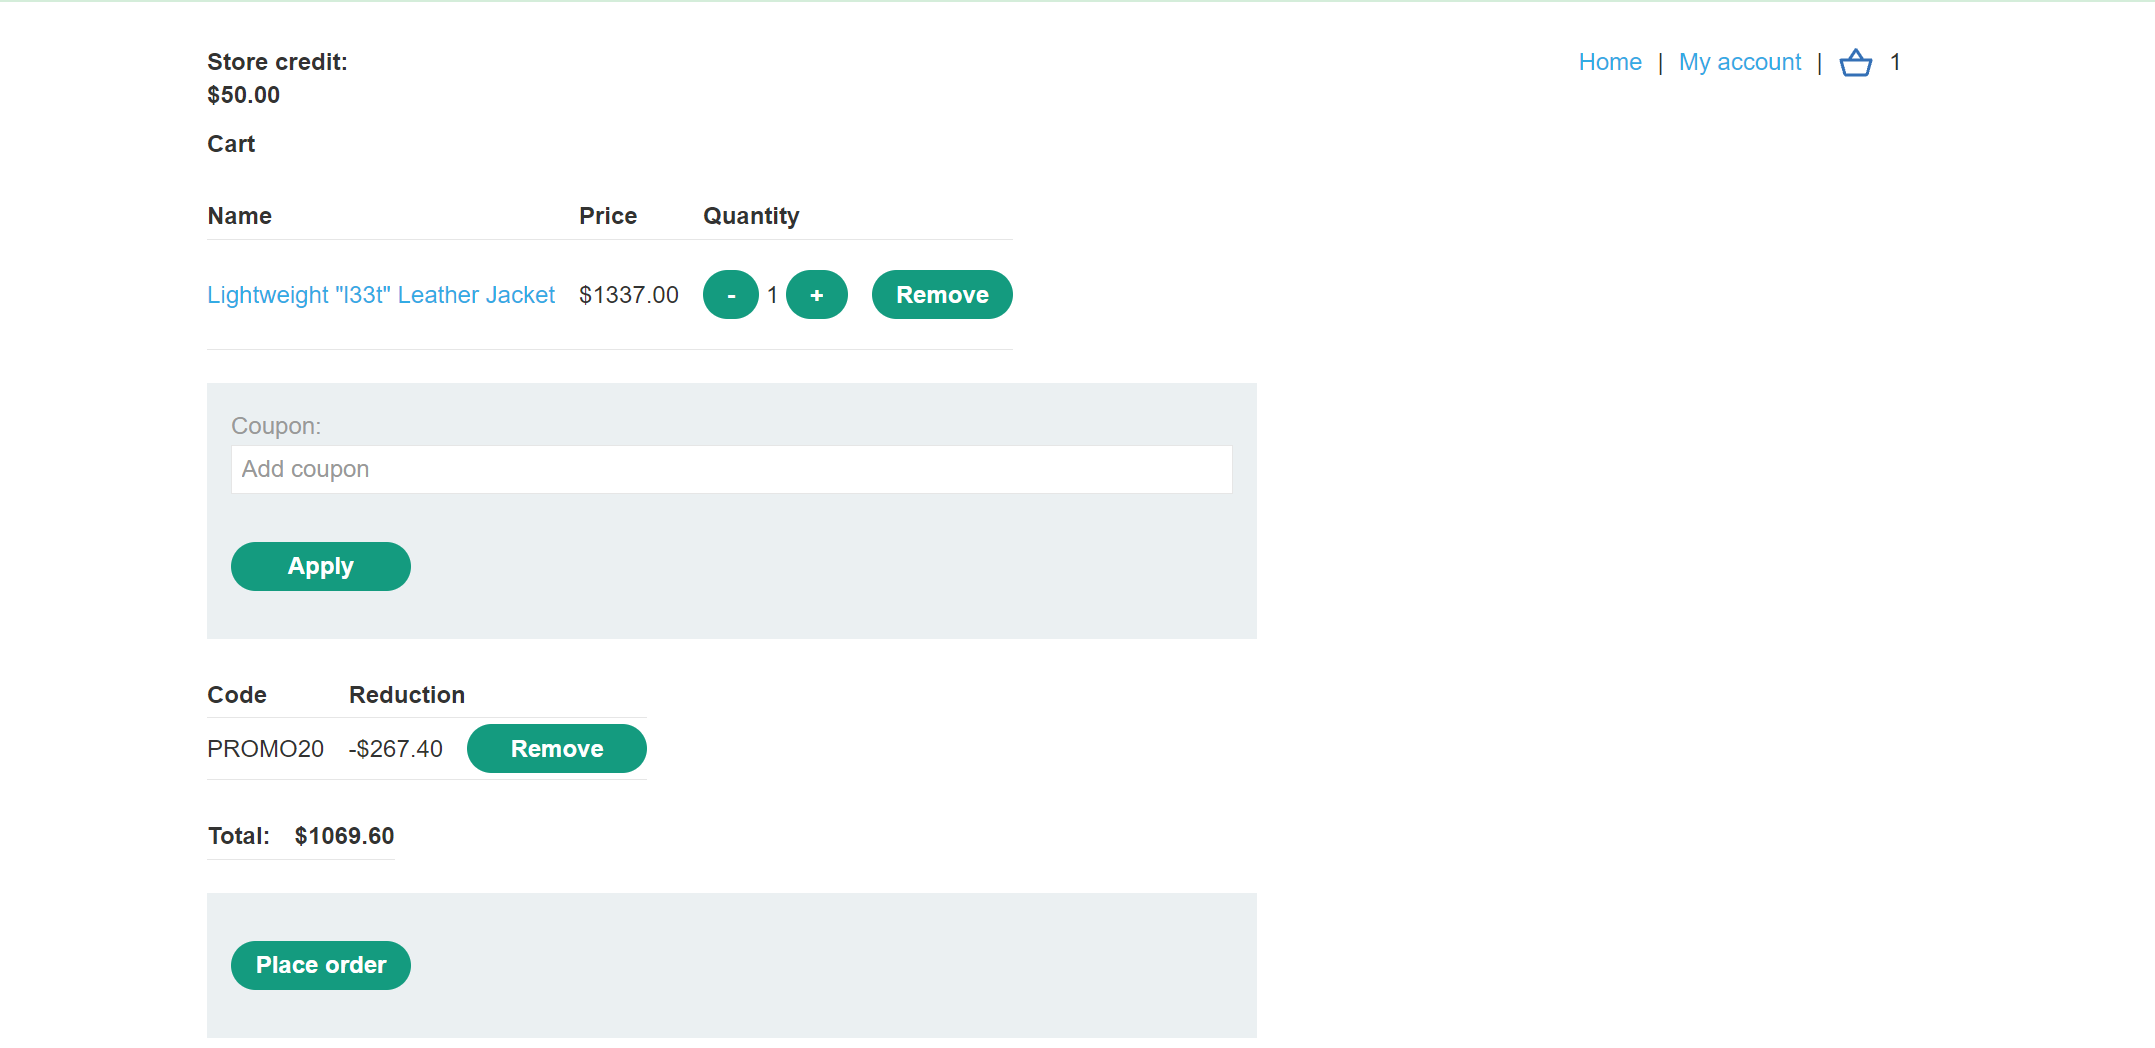 Store credit:
$50.00
Home | My account | 1
Cart
Name Price Quantity
Lightweight "l33t" Leather Jacket $1337.00 - 1 + Remove
Coupon:
Add coupon
Apply
Code Reduction
PROMO20 -$267.40 Remove
Total: $1069.60
Place order